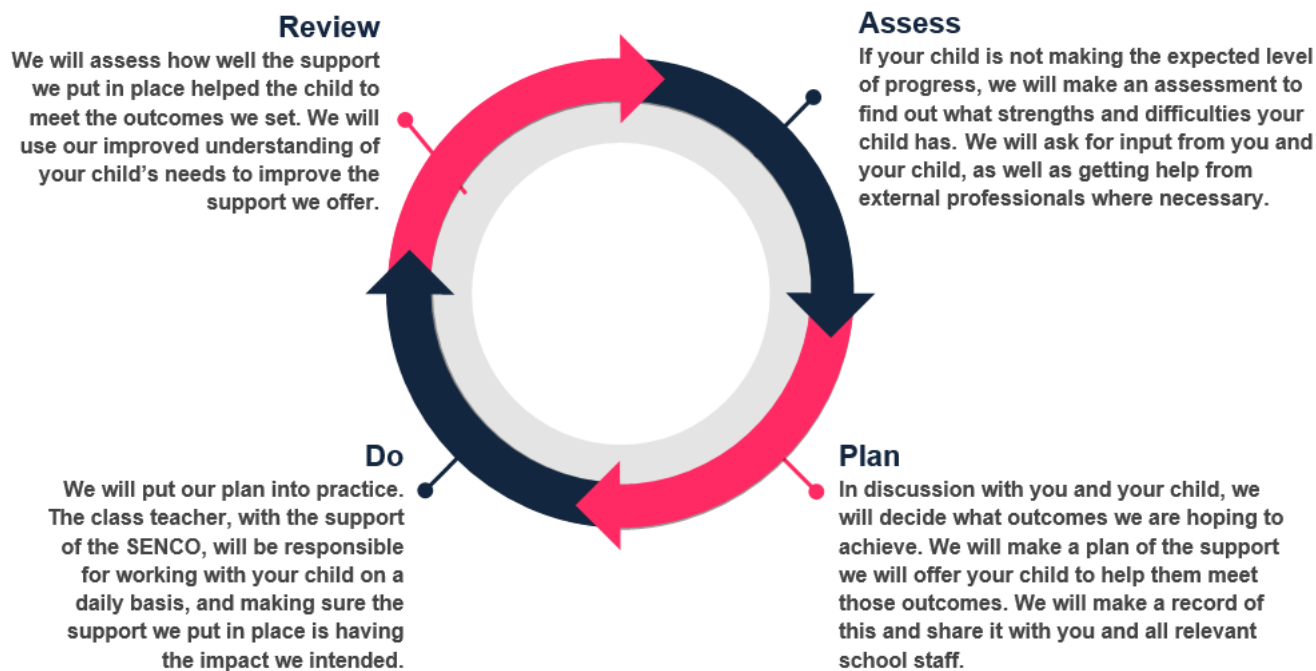 Review
We will assess how well the support
we put in place helped the child to
meet the outcomes we set. We will
use our improved understanding of
your child's needs to improve the
support we offer.
Assess
If your child is not making the expected level
of progress, we will make an assessment to
find out what strengths and difficulties your
child has. We will ask for input from you and
your child, as well as getting help from
external professionals where necessary.
Do
We will put our plan into practice.
The class teacher, with the support
of the SENCO, will be responsible
for working with your child on a
daily basis, and making sure the
support we put in place is having
the impact we intended.
Plan
In discussion with you and your child, we
will decide what outcomes we are hoping to
achieve. We will make a plan of the support
we will offer your child to help them meet
those outcomes. We will make a record of
this and share it with you and all relevant
school staff.